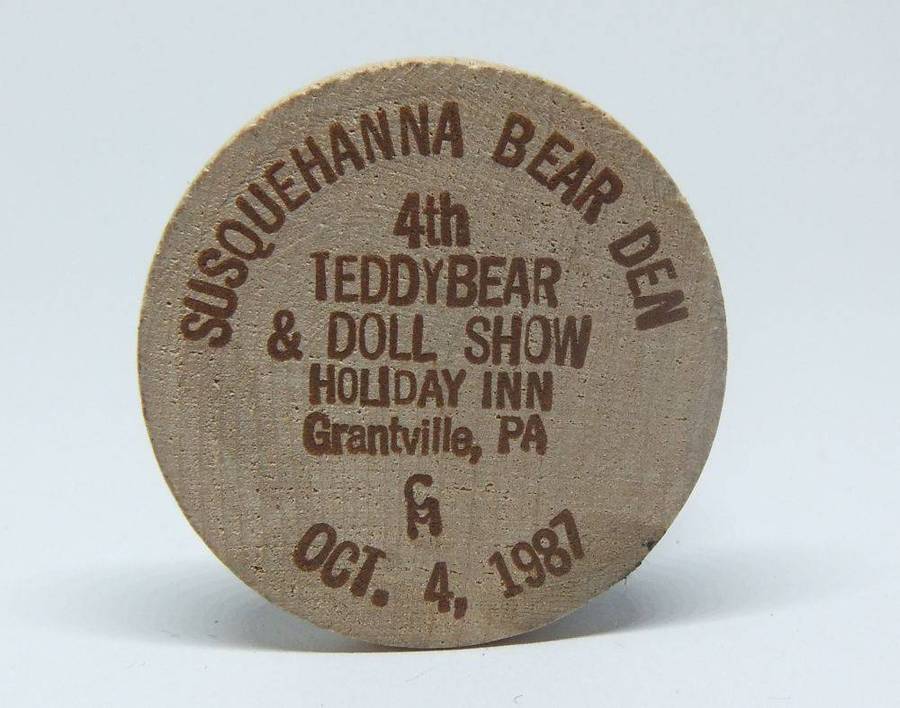 SUSQUEHANNA BEAR DEN
4th
TEDDYBEAR
& DOLL SHOW
HOLIDAY INN
Grantville, PA
C
M
OCT. 4, 1987